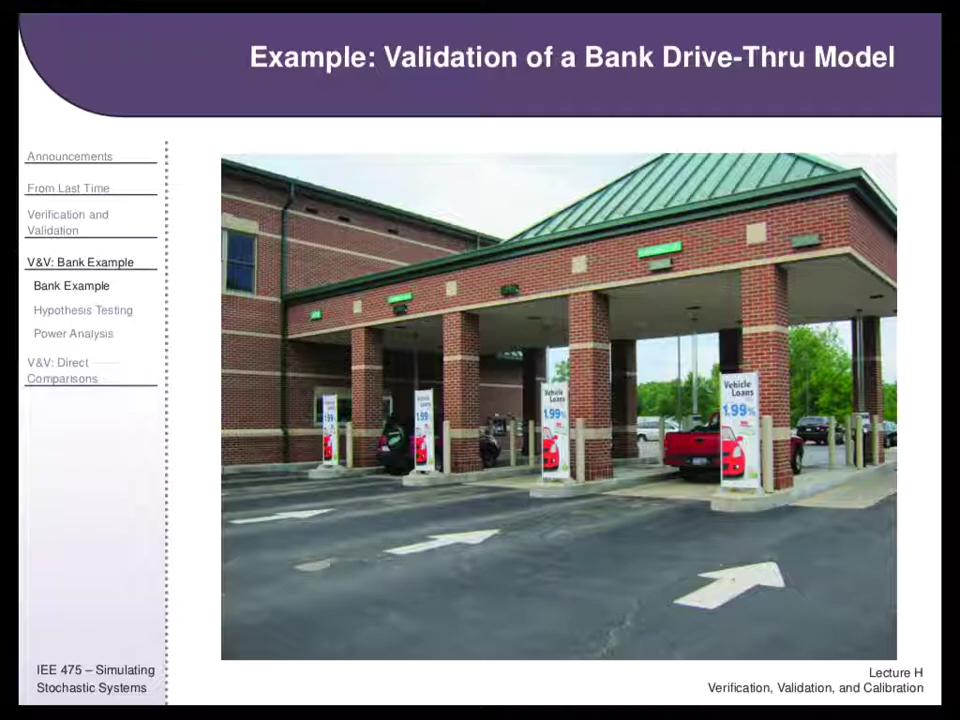 Example: Validation of a Bank Drive-Thru Model
Announcements
From Last Time
Verification and
Validation
V&V: Bank Example
Bank Example
Hypothesis Testing
Power Analysis
V&V: Direct
Comparisons
Vehicle
Loans
1.99%
Vehicle
Loans
1.99%
IEE 475 – Simulating
Stochastic Systems
Lecture H
Verification, Validation, and Calibration